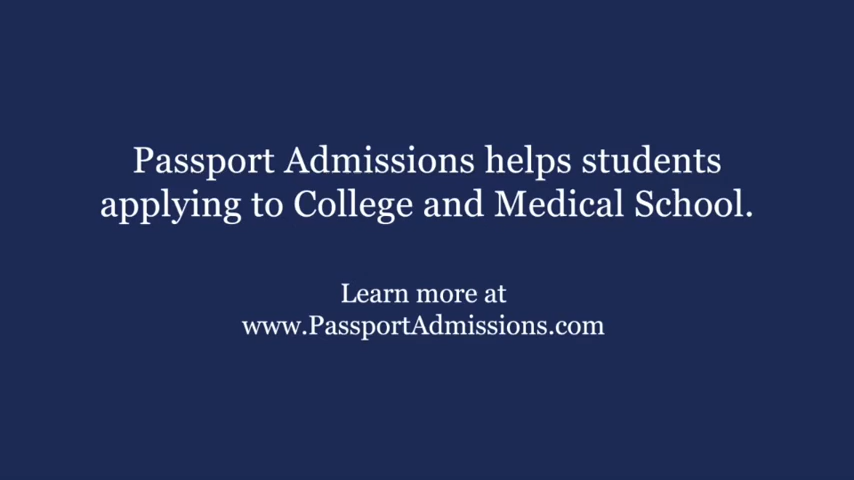 Passport Admissions helps students
applying to College and Medical School.
Learn more at
www.PassportAdmissions.com